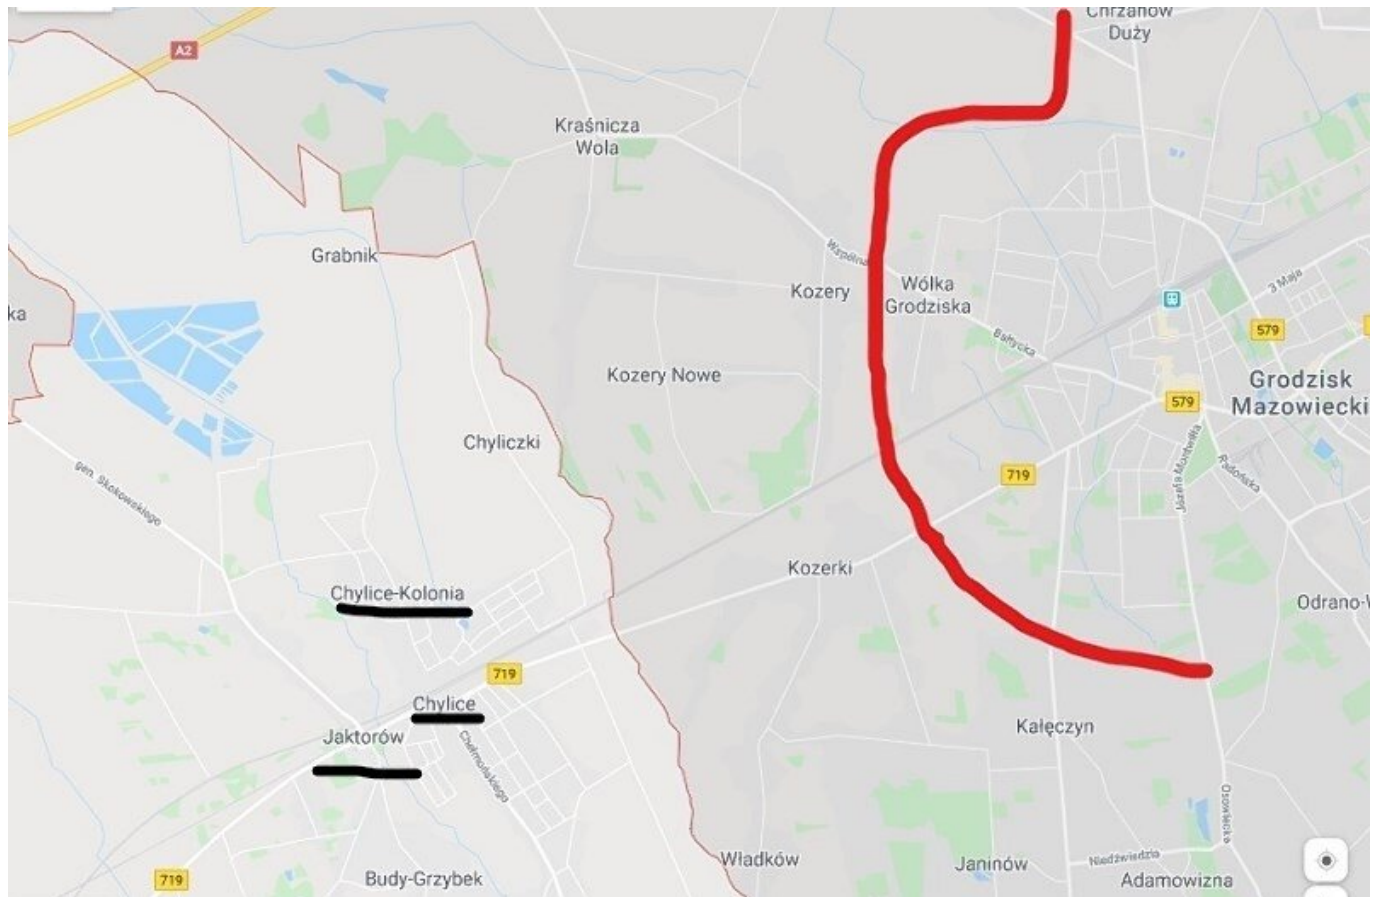 Chrzanów
Duży
A2
Kraśnicza
Wola
Grabnik
Wspólna
Kozery
Wólka
Grodziska
3 Maja
ka
579
Bałtycka
Kozery Nowe
Grodzisk
Mazowiecki
579
Chyliczki
Józefa Montwiłła
Radońska
719
gen. Skokowskiego
Kozerki
Chylice-Kolonia
Odrano-W
719
Chylice
Jaktorów
Chełmońskiego
Kałęczyn
Osowiecka
Władków
Janinów
Niedźwiedzia
719
Budy-Grzybek
Adamowizna